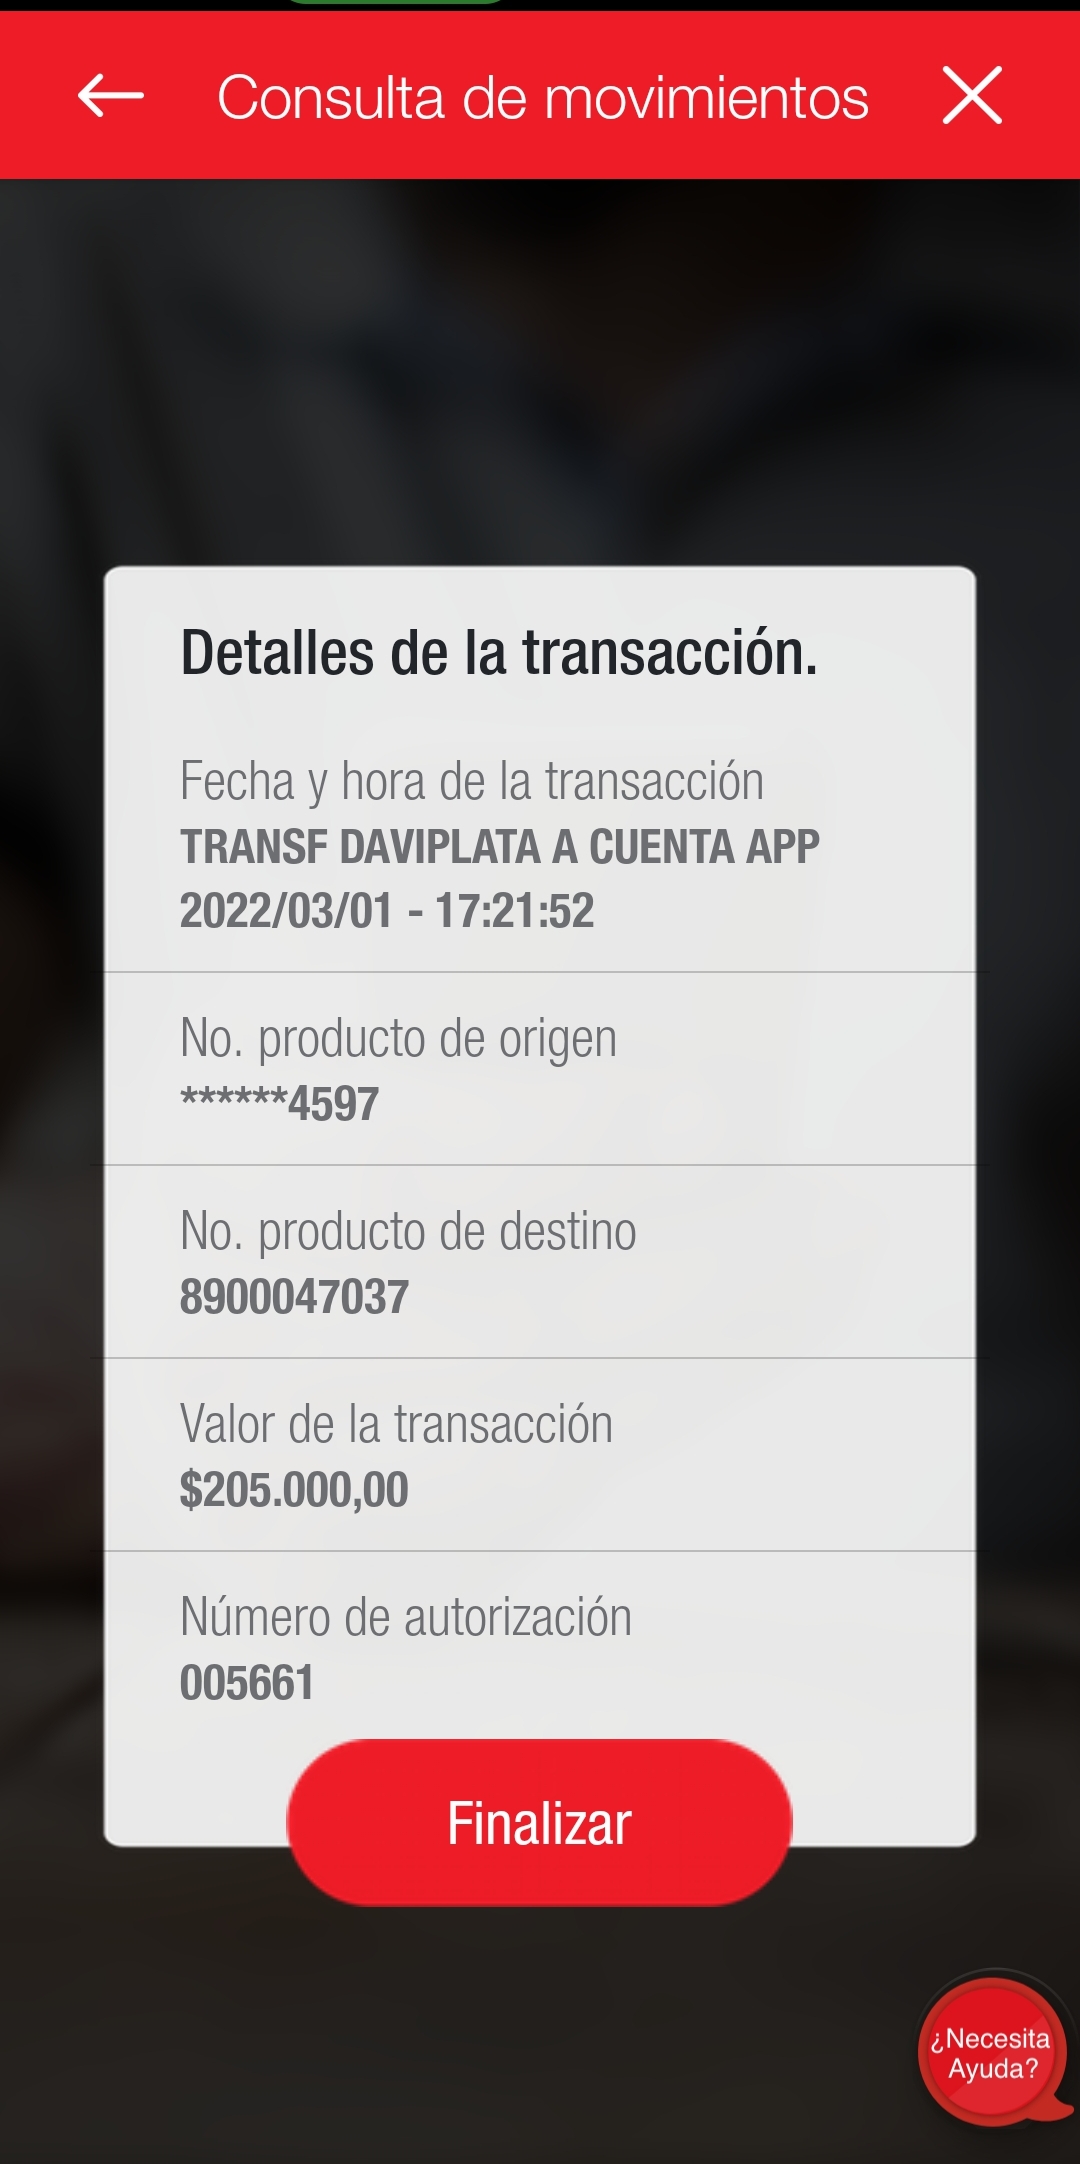 Consulta de movimientos
Detalles de la transacción.
Fecha y hora de la transacción
TRANSF DAVIPLATA A CUENTA APP
2022/03/01 - 17:21:52
No. producto de origen
******4597
No. producto de destino
8900047037
Valor de la transacción
$205.000,00
Número de autorización
005661
Finalizar
¿Necesita
Ayuda?